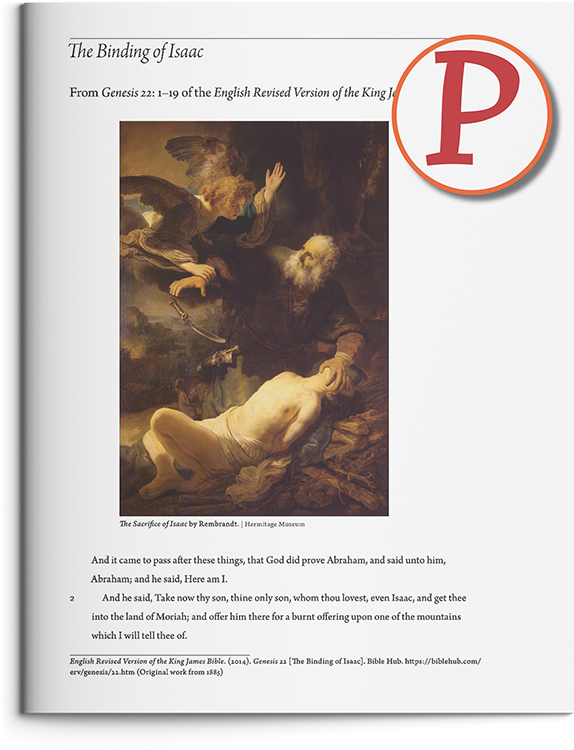 The Binding of Isaac
P
From Genesis 22: 1–19 of the English Revised Version of the King
The Sacrifice of Isaac by Rembrandt. | Hermitage Museum
And it came to pass after these things, that God did prove Abraham, and said unto him,
Abraham; and he said, Here am I.
2 And he said, Take now thy son, thine only son, whom thou lovest, even Isaac, and get thee
into the land of Moriah; and offer him there for a burnt offering upon one of the mountains
which I will tell thee of.
English Revised Version of the King James Bible. (2014). Genesis 22 [The Binding of Isaac]. Bible Hub. https://biblehub.com/
erv/genesis/22.htm (Original work from 1885)